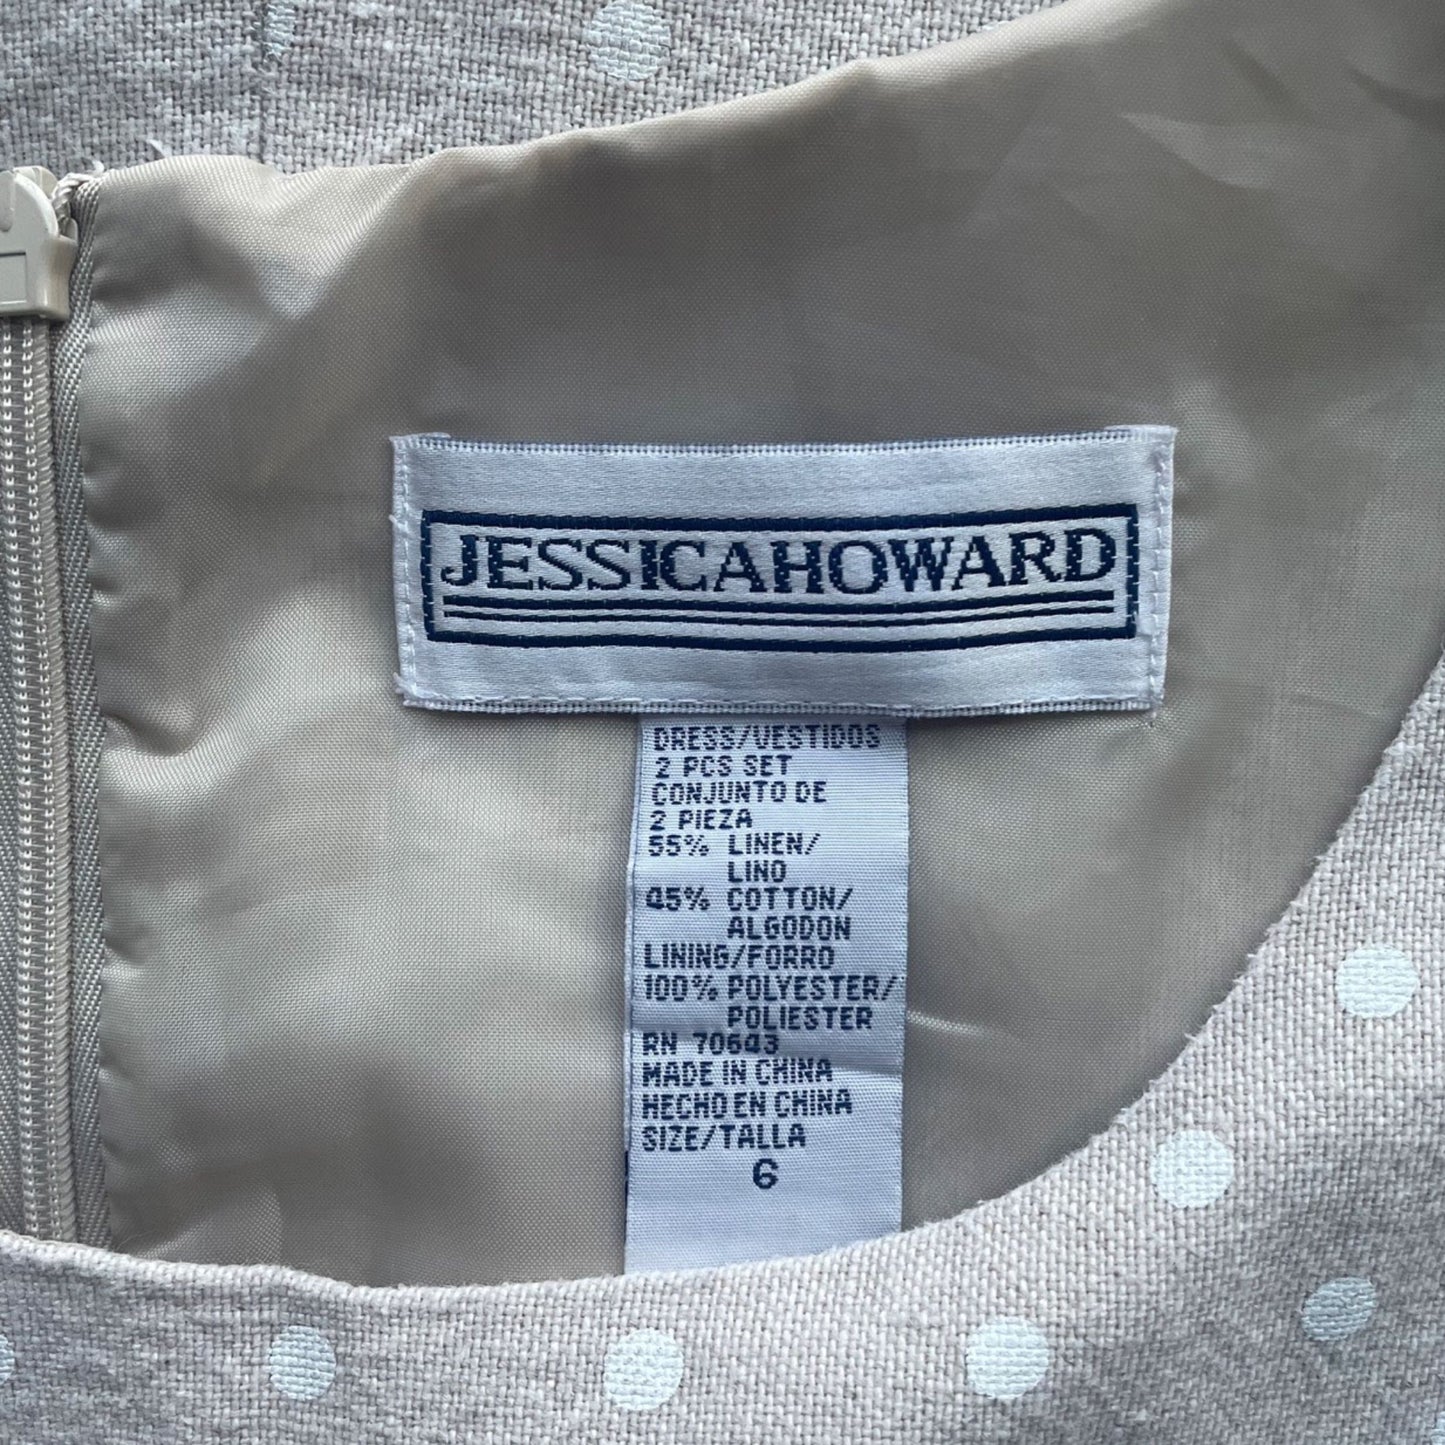 JESSICAHOWARD
DRESS/VESTIDOS
2 PCS SET
CONJUNTO DE
2 PIEZA
55% LINEN/
LINO
45% COTTON/
ALGODON
LINING/FORRO
100% POLYESTER/
POLIESTER
RN 70643
MADE IN CHINA
HECHO EN CHINA
SIZE/TALLA
6